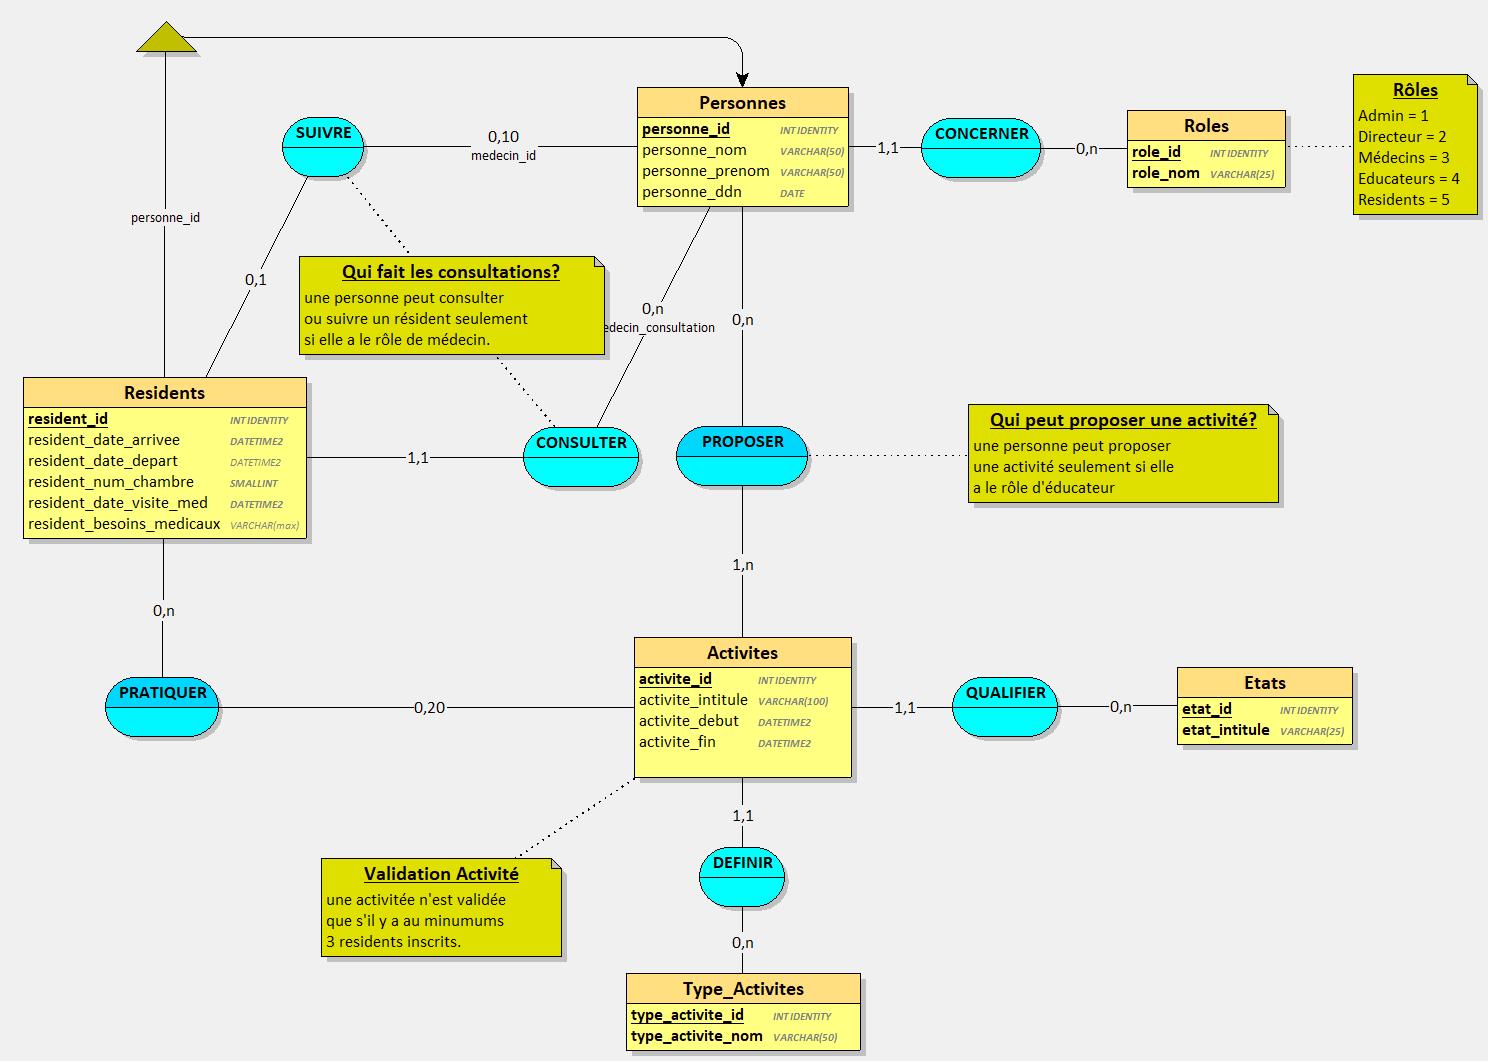 SUIVRE
0,10
medecin_id
Personnes
personne_id INT IDENTITY
personne_nom VARCHAR(50)
personne_prenom VARCHAR(50)
personne_ddn DATE
1,1
CONCERNER
0,n
Roles
role_id INT IDENTITY
role_nom VARCHAR(25)
Rôles
Admin = 1
Directeur = 2
Médecins = 3
Educateurs = 4
Residents = 5
personne_id
0,1
Qui fait les consultations?
une personne peut consulter
ou suivre un résident seulement
si elle a le rôle de médecin.
0,n
edecin_consultation
0,n
Residents
resident_id INT IDENTITY
resident_date_arrivee DATETIME2
resident_date_depart DATETIME2
resident_num_chambre SMALLINT
resident_date_visite_med DATETIME2
resident_besoins_medicaux VARCHAR(max)
1,1
CONSULTER
PROPOSER
Qui peut proposer une activité?
une personne peut proposer
une activité seulement si elle
a le rôle d'éducateur
1,n
0,n
PRATIQUER
0,20
Activites
activite_id INT IDENTITY
activite_intitule VARCHAR(100)
activite_debut DATETIME2
activite_fin DATETIME2
1,1
QUALIFIER
0,n
Etats
etat_id INT IDENTITY
etat_intitule VARCHAR(25)
1,1
Validation Activité
une activitée n'est validée
que s'il y a au minumums
3 residents inscrits.
DEFINIR
0,n
Type_Activites
type_activite_id INT IDENTITY
type_activite_nom VARCHAR(50)